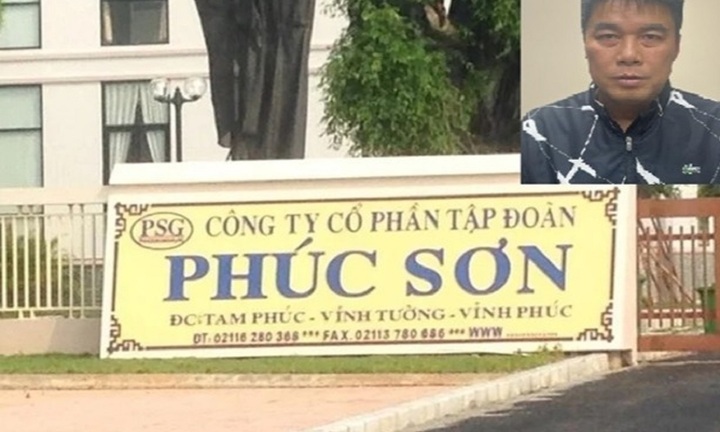 PSG
CÔNG TY CỔ PHẦN TẬP ĐOÀN
PHÚC SƠN
ĐC: TAM PHÚC - VĨNH TƯỜNG - VĨNH PHÚC
ĐT: 02116 280 368 *** FAX. 02113 780 686 *** WWW